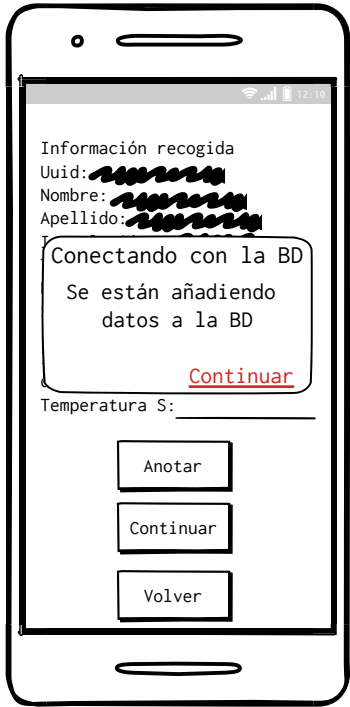 12:10
Información recogida
Uuid:
Nombre:
Apellido:
Conectando con la BD
Se están añadiendo
datos a la BD
Continuar
Temperatura S:
Anotar
Continuar
Volver